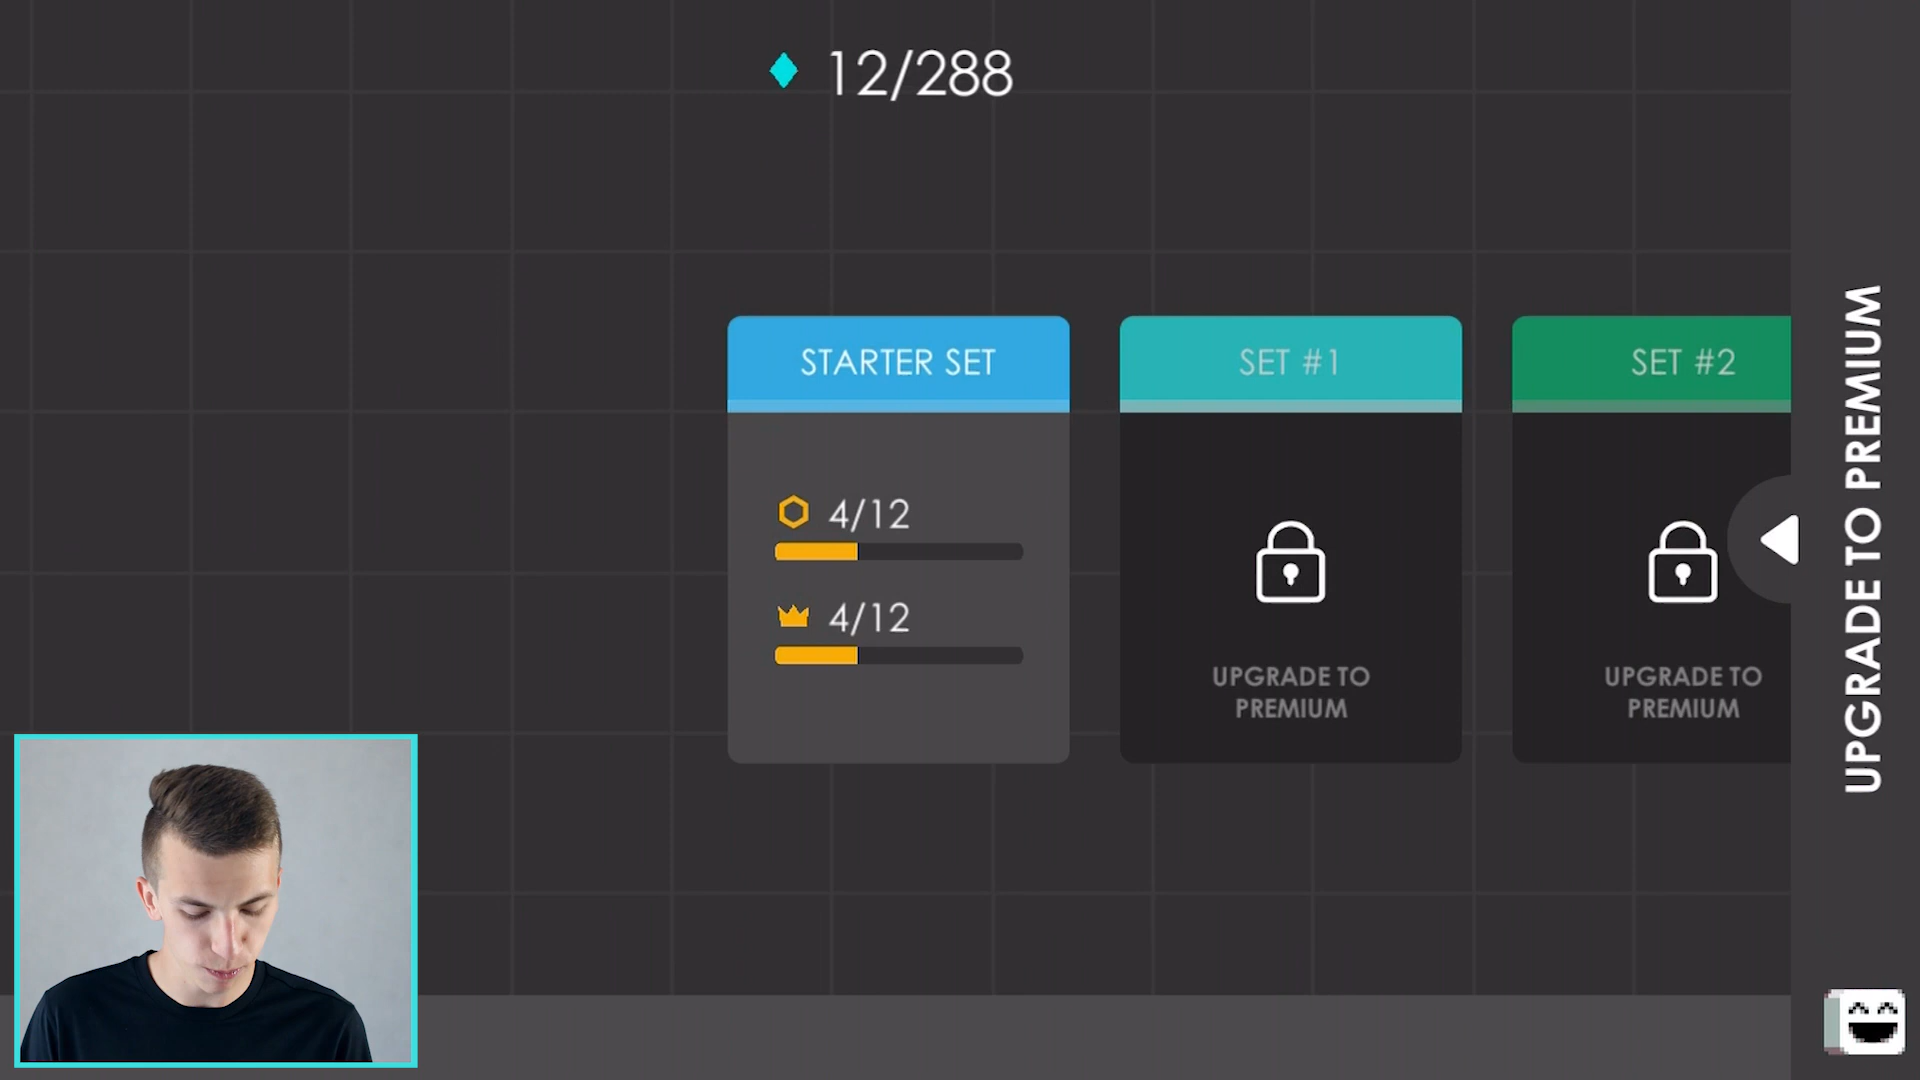 12/288
STARTER SET
4/12
4/12
SET #1
UPGRADE TO
PREMIUM
SET #2
UPGRADE TO
PREMIUM
UPGRADE TO PREMIUM